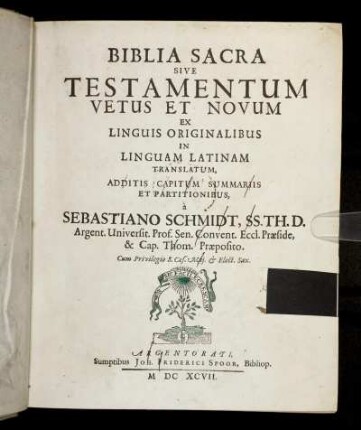 BIBLIA SACRA
SIVE
TESTAMENTUM
VETUS ET NOVUM
EX
LINGUIS ORIGINALIBUS
IN
LINGUAM LATINAM
TRANSLATUM,
ADDITIS CAPITUM SUMMARIIS
ET PARTITIONIBUS,
à
SEBASTIANO SCHMIDT, SS.TH.D.
Argent. Universit. Prof. Sen. Convent. Eccl. Præside,
& Cap. Thom. Præposito.
Cum Privilegio S. Cæs. Maj. & Elect. Sax.
ARGENTORATI,
Sumptibus JOH. FRIDERICI SPOOR, Bibliop.
M DC XCVII.